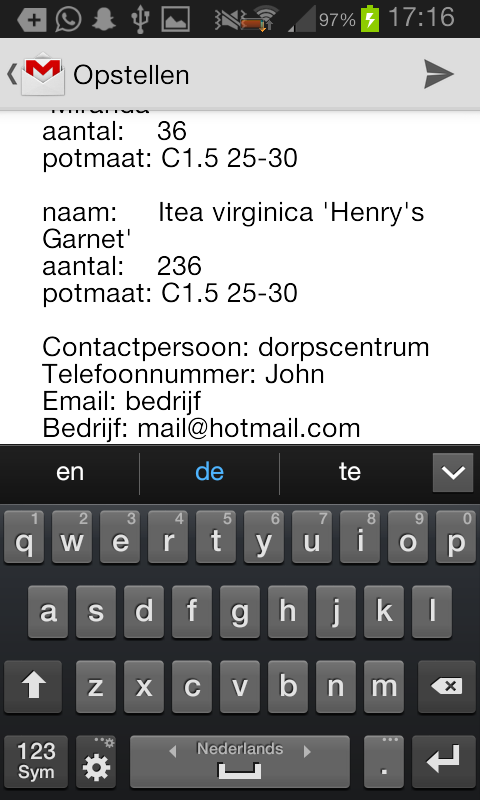 97% 17:16
Opstellen
'Miranda'
aantal: 36
potmaat: C1.5 25-30
naam: Itea virginica 'Henry's
Garnet'
aantal: 236
potmaat: C1.5 25-30
Contactpersoon: dorpscentrum
Telefoonnummer: John
Email: bedrijf
Bedrijf: mail@hotmail.com
en de te
1 2 3 4 5 6 7 8 9 0
q w e r t y u i o p
a s d f g h j k l
z x c v b n m
123
Sym
Nederlands
.